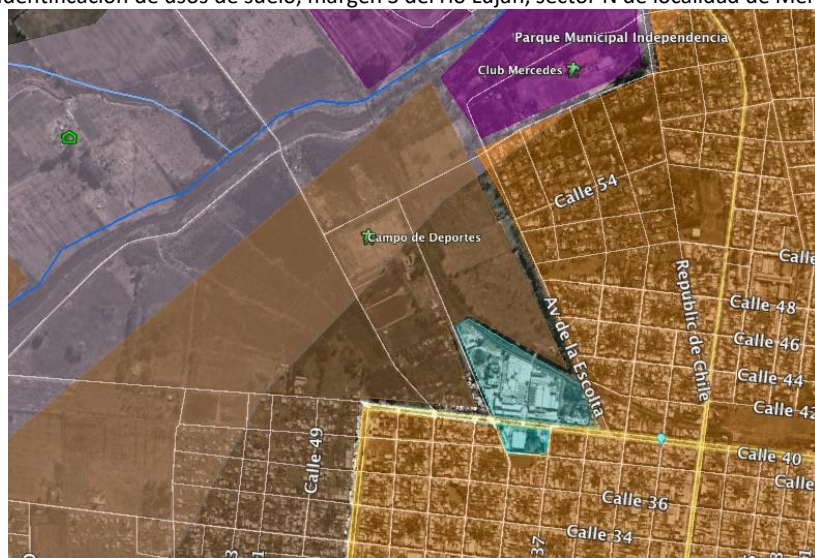 Identificación de usos de suelo, margen S del río Luján, sector N de localidad de Mer
Parque Municipal Independencia
Club Mercedes
Calle 54
Campo de Deportes
Calle
Calle 48
Republic de Chile
Av de la Escolta
Calle 46
Calle 44
Calle 42
Calle 49
Calle 40
Calle
Calle 36
37
Calle 34